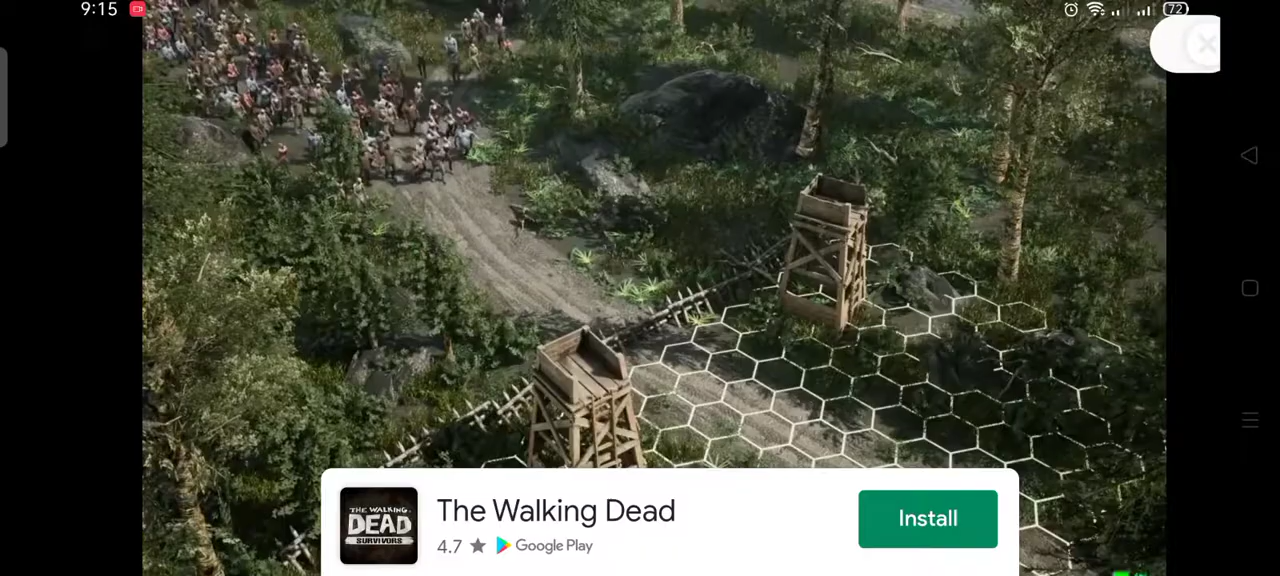 9:15
72
THE WALKING
DEAD
SURVIVORS
The Walking Dead
4.7
Google Play
Install